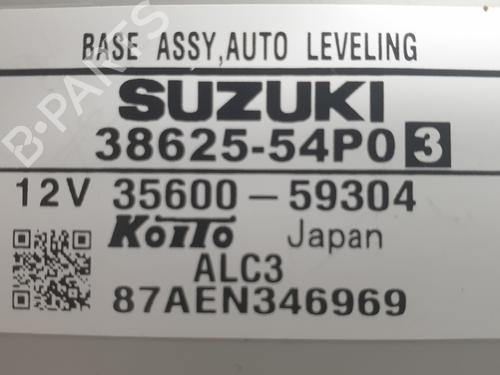 BASE ASSY,AUTO LEVELING
SUZUKI
38625-54P0 3
12V 35600-59304
KOITO Japan
ALC3
87AEN346969
B-PARTS